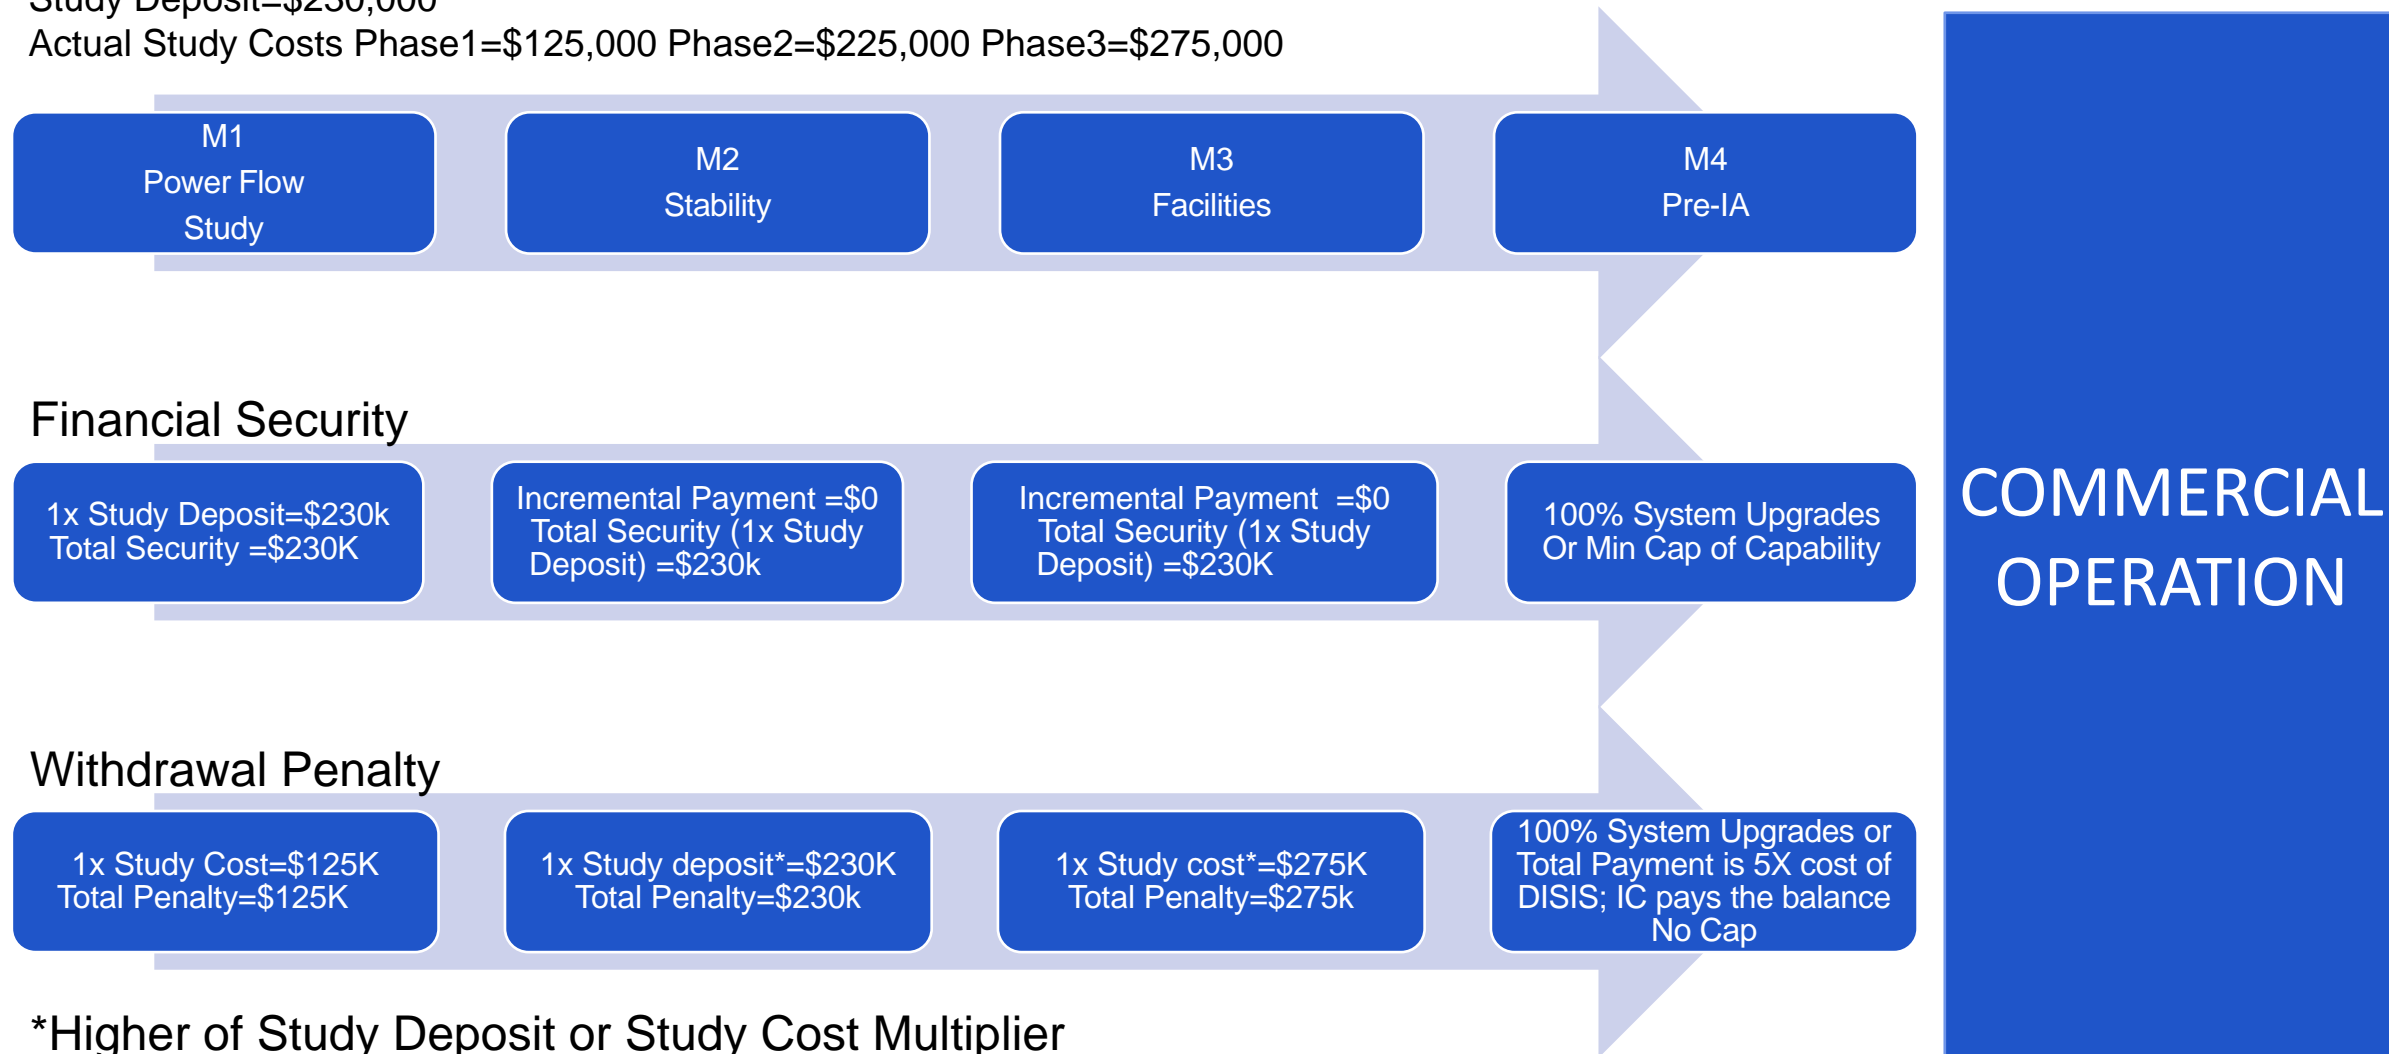 Study Deposit=$230,000
Actual Study Costs Phase1=$125,000 Phase2=$225,000 Phase3=$275,000
M1
Power Flow
Study
M2
Stability
M3
Facilities
M4
Pre-IA
Financial Security
1x Study Deposit=$230k
Total Security =$230K
Incremental Payment =$0
Total Security (1x Study
Deposit) =$230k
Incremental Payment  =$0
Total Security (1x Study
Deposit) =$230K
100% System Upgrades
Or Min Cap of Capability
COMMERCIAL
OPERATION
Withdrawal Penalty
1x Study Cost=$125K
Total Penalty=$125K
1x Study deposit*=$230K
Total Penalty=$230k
1x Study cost*=$275K
Total Penalty=$275k
100% System Upgrades or
Total Payment is 5X cost of
DISIS; IC pays the balance
No Cap
*Higher of Study Deposit or Study Cost Multiplier